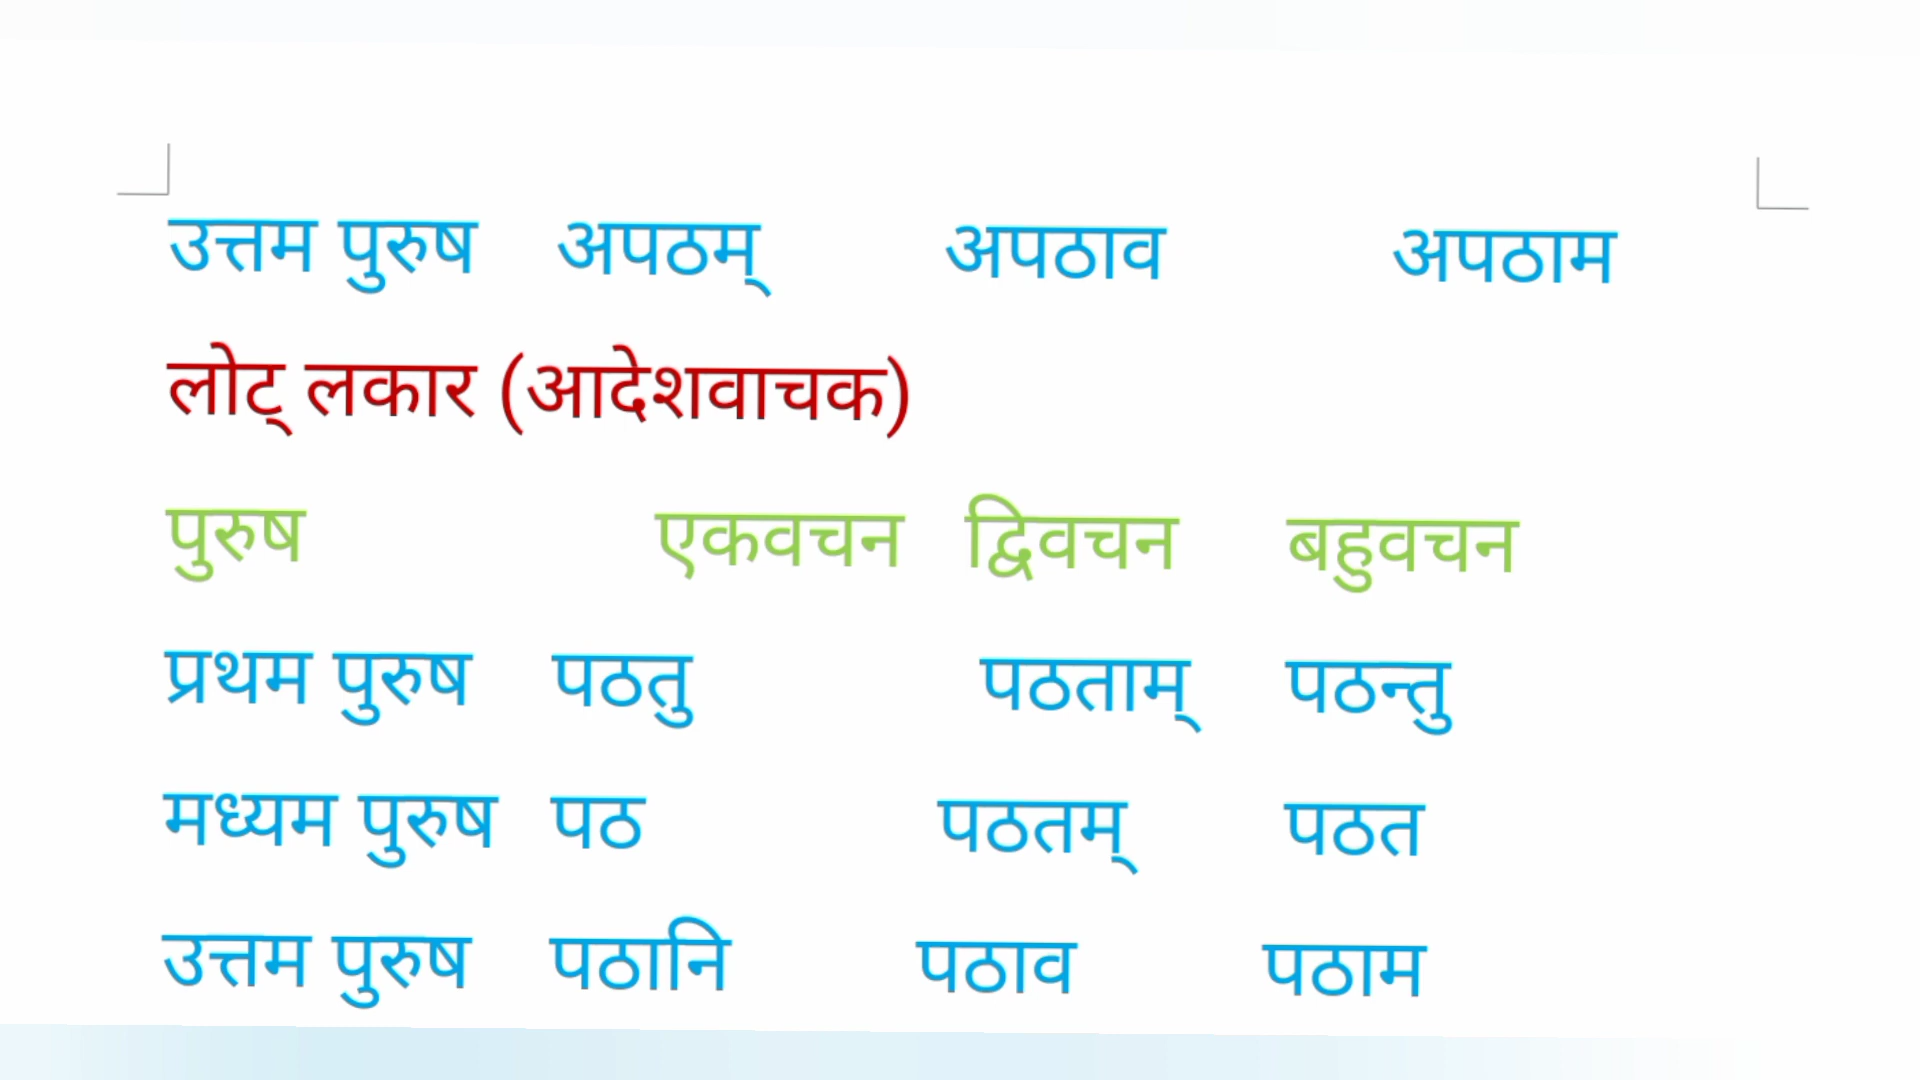 उत्तम पुरुष अपठम् अपठाव अपठाम
लोट् लकार (आदेशवाचक)
पुरुष एकवचन द्विवचन बहुवचन
प्रथम पुरुष पठतु पठताम् पठन्तु
मध्यम पुरुष पठ पठतम् पठत
उत्तम पुरुष पठानि पठाव पठाम